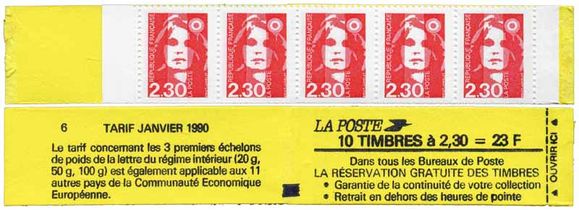 RÉPUBLIQUE FRANÇAISE RÉPUBLIQUE FRANÇAISE RÉPUBLIQUE FRANÇAISE RÉPUBLIQUE FRANÇAISE RÉPUBLIQUE FRANÇAISE
LA POSTE LA POSTE LA POSTE LA POSTE LA POSTE
2,30 2,30 2,30 2,30 2,30
6 TARIF JANVIER 1990
Le tarif concernant les 3 premiers échelons
de poids de la lettre du régime intérieur (20 g,
50 g, 100 g) est également applicable aux 11
autres pays de la Communauté Economique
Européenne.
LA POSTE
10 TIMBRES à 2,30 = 23 F
Dans tous les Bureaux de Poste
LA RÉSERVATION GRATUITE DES TIMBRES
• Garantie de la continuité de votre collection
• Retrait en dehors des heures de pointe
OUVRIR ICI